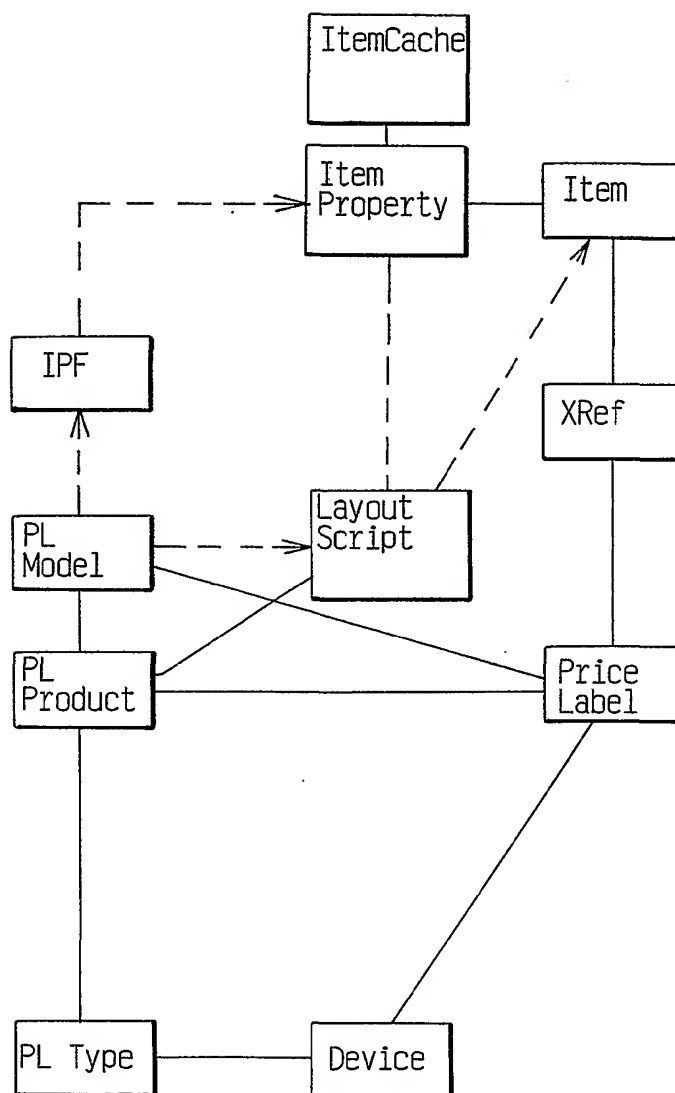 ItemCache
Item
Property
Item
IPF
XRef
Layout
Script
PL
Model
PL
Product
Price
Label
PL Type
Device